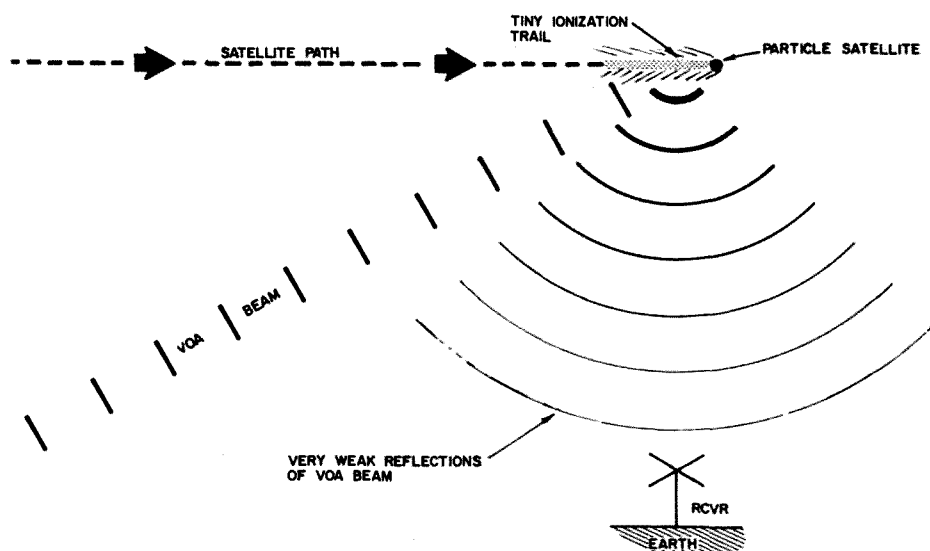 TINY IONIZATION
TRAIL
SATELLITE PATH
PARTICLE SATELLITE
VOA BEAM
VERY WEAK REFLECTIONS
OF VOA BEAM
RCVR
EARTH